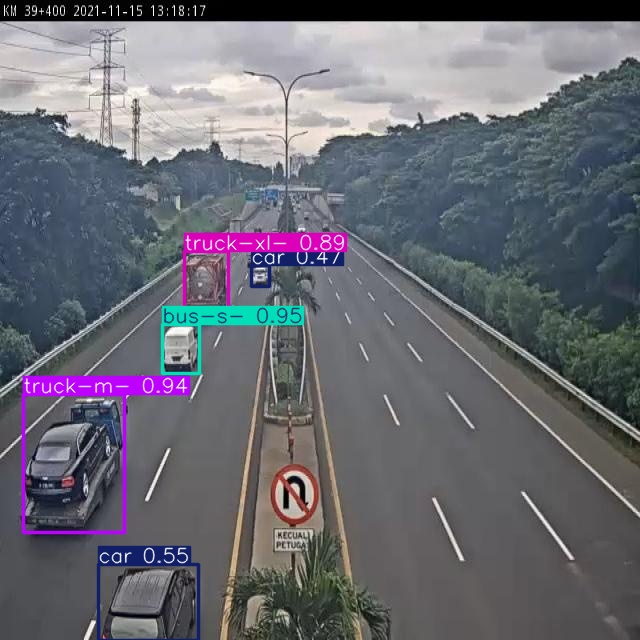 KM 39+400 2021-11-15 13:18:17
truck-xl- 0.89
car 0.47
bus-s- 0.95
truck-m- 0.94
car 0.55
KECUALI
PETUGAS